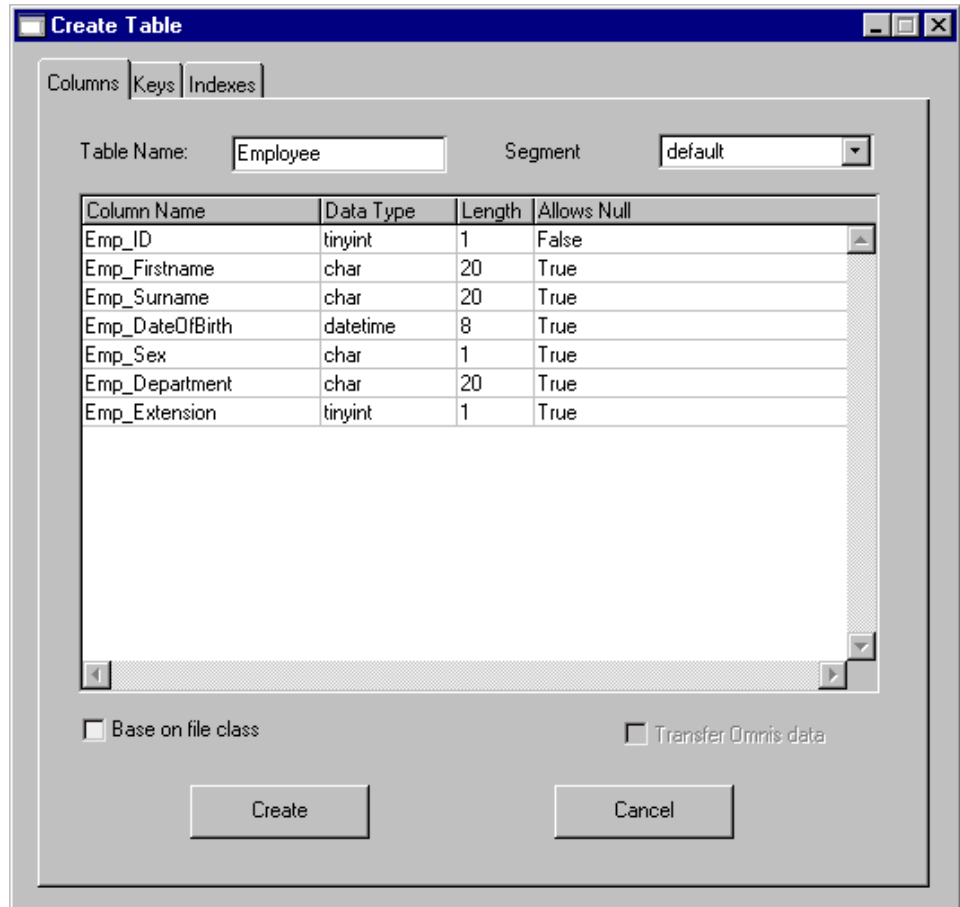 Create Table
Columns Keys Indexes
Table Name: Employee Segment default
Column Name Data Type Length Allows Null
Emp_ID tinyint 1 False
Emp_Firstname char 20 True
Emp_Surname char 20 True
Emp_DateOfBirth datetime 8 True
Emp_Sex char 1 True
Emp_Department char 20 True
Emp_Extension tinyint 1 True
Base on file class Transfer Omnis data
Create Cancel